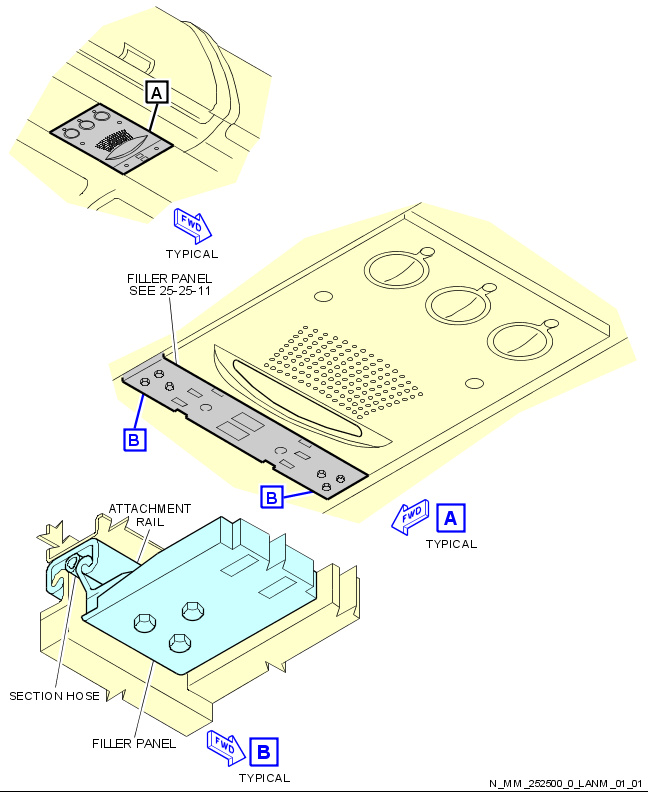 A
FWD
TYPICAL
FILLER PANEL
SEE 25-25-11
B
B
FWD
A
TYPICAL
ATTACHMENT
RAIL
SECTION HOSE
FILLER PANEL
FWD
B
TYPICAL
N_MM_252500_0_LANM_01_01